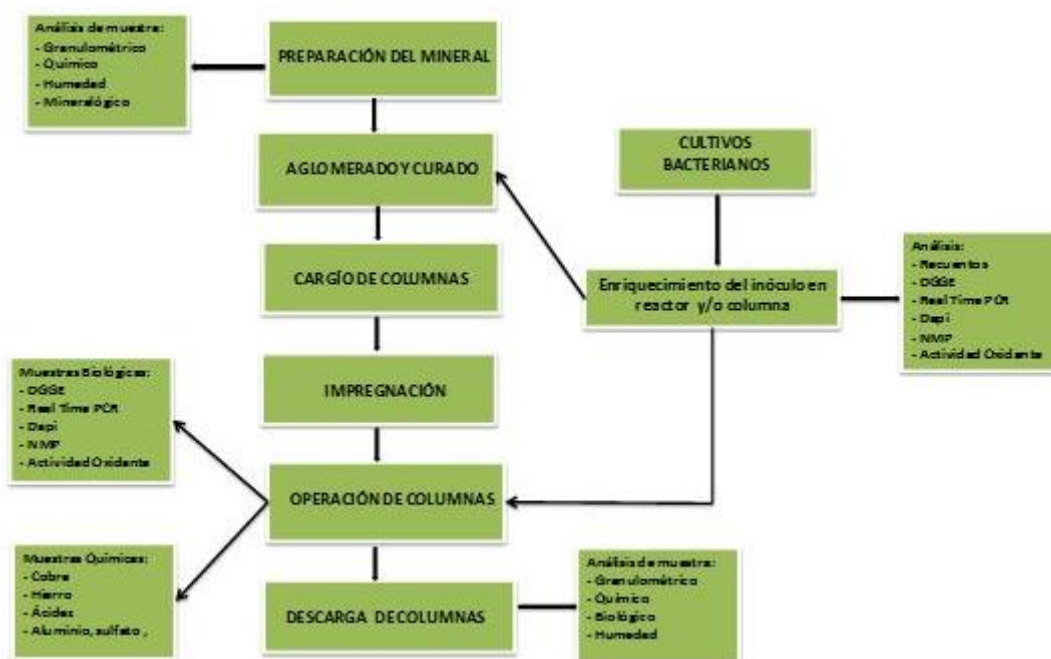 Análisis de muestra:
- Granulométrico
- Químico
- Humedad
- Mineralógico
PREPARACIÓN DEL MINERAL
AGLOMERADO Y CURADO
CULTIVOS
BACTERIANOS
CARGÍO DE COLUMNAS
Enriquecimiento del inóculo en
reactor y/o columna
Análisis:
- Recuentos
- DGGE
- Real Time PCR
- Dapi
- NMP
- Actividad Oxidante
IMPREGNACIÓN
Muestras Biológicas:
- DGGE
- Real Time PCR
- Dapi
- NMP
- Actividad Oxidante
OPERACIÓN DE COLUMNAS
Muestras Químicas:
- Cobre
- Hierro
- Ácidez
- Aluminio, sulfato ,
DESCARGA DE COLUMNAS
Análisis de muestra:
- Granulométrico
- Químico
- Biológico
- Humedad